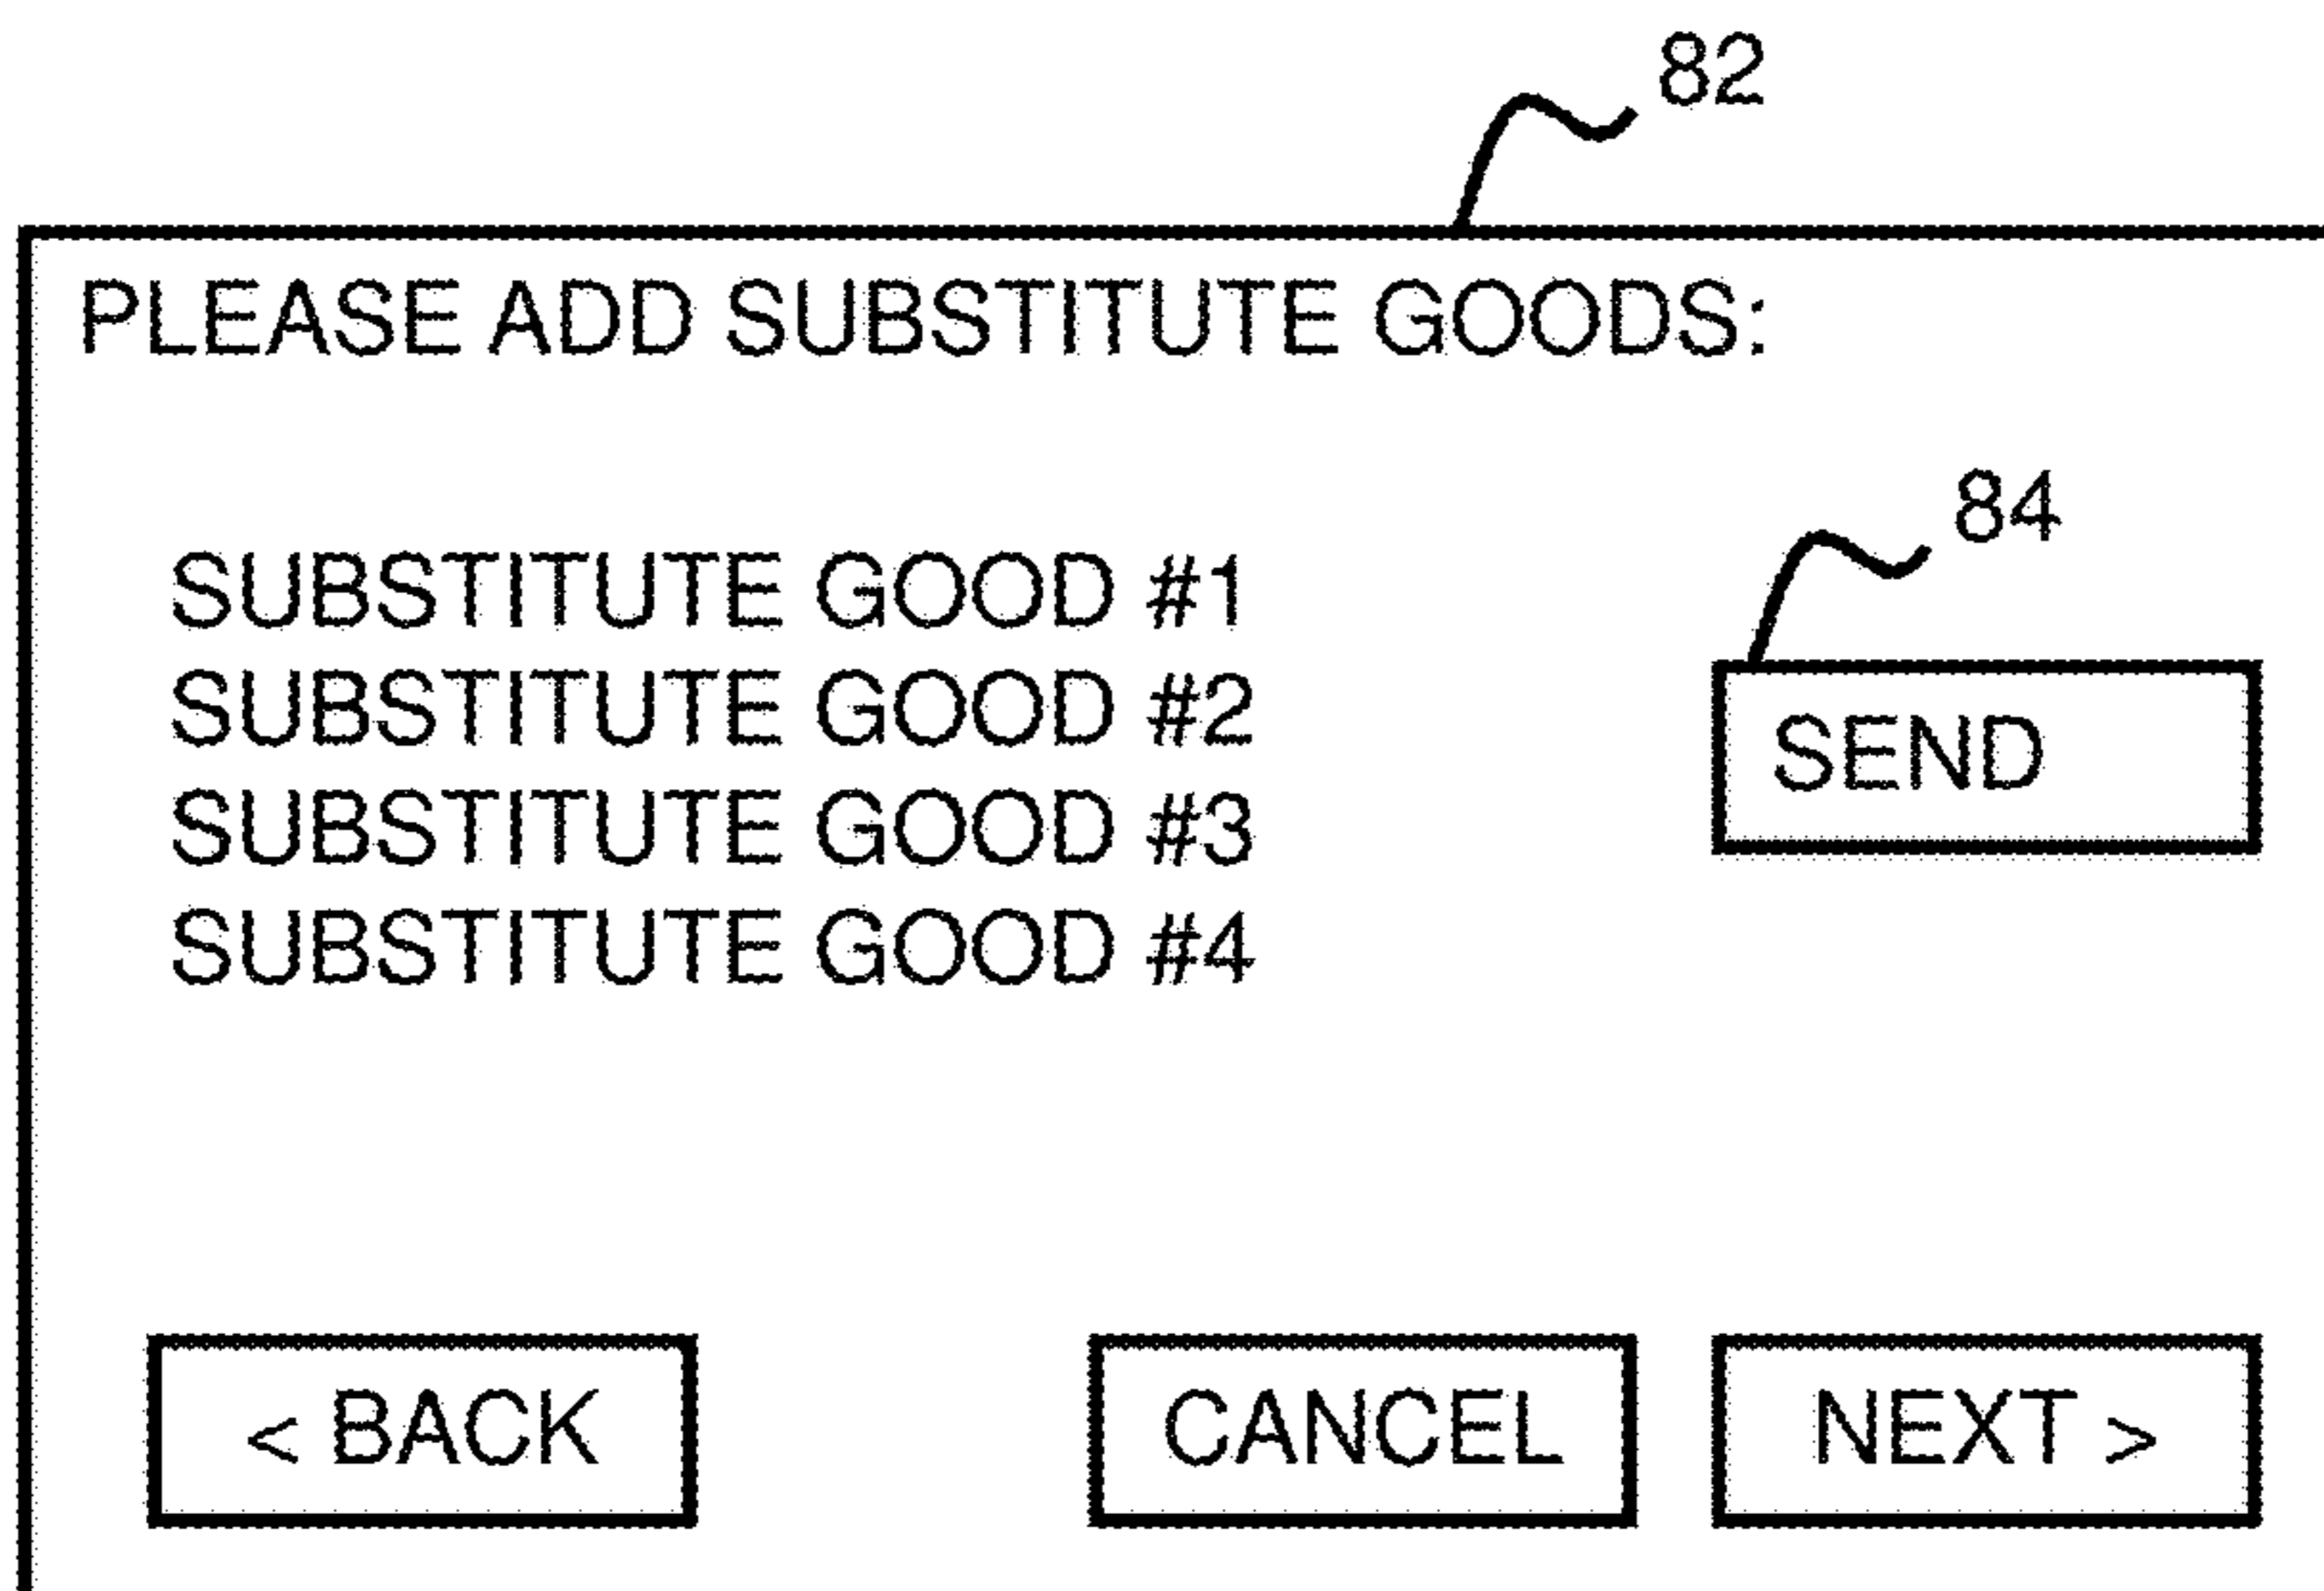 82
PLEASE ADD SUBSTITUTE GOODS:
84
SUBSTITUTE GOOD #1
SUBSTITUTE GOOD #2
SEND
SUBSTITUTE GOOD #3
SUBSTITUTE GOOD #4
< BACK
CANCEL
NEXT >